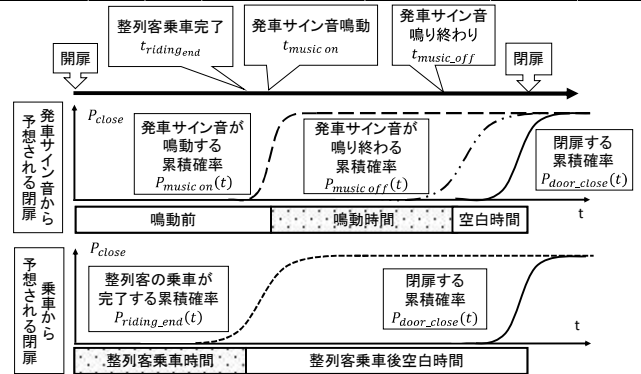 整列客乗車完了
t_riding_end
発車サイン音鳴動
t_music on
発車サイン音
鳴り終わり
t_music_off
開扉
閉扉
発車サイン音から
予想される閉扉
P_close
発車サイン音が
鳴動する
累積確率
P_music on(t)
発車サイン音が
鳴り終わる
累積確率
P_music off(t)
閉扉する
累積確率
P_door_close(t)
t
鳴動前
鳴動時間
空白時間
乗車から
予想される閉扉
P_close
整列客の乗車が
完了する累積確率
P_riding_end(t)
閉扉する
累積確率
P_door_close(t)
t
整列客乗車時間
整列客乗車後空白時間